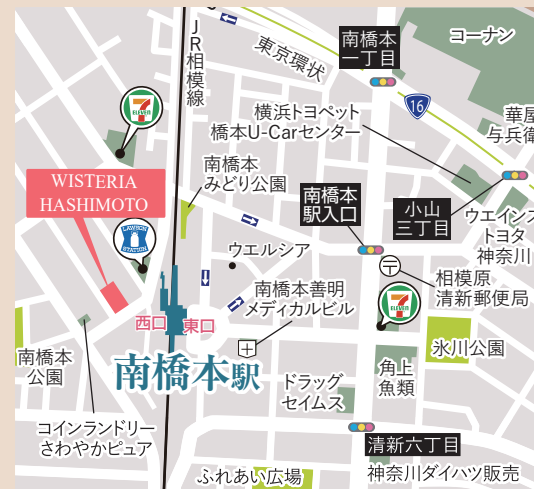 JR相模線
東京環状
南橋本
一丁目
コーナン
16
7
ELEVEN
横浜トヨペット
橋本U-Carセンター
華屋
与兵衛
WISTERIA
HASHIMOTO
南橋本
みどり公園
南橋本
駅入口
小山
三丁目
ウエインズ
トヨタ
神奈川
LAWSON
STATION
ウエルシア
相模原
清新郵便局
南橋本善明
メディカルビル
7
ELEVEN
西口
東口
南橋本駅
氷川公園
南橋本
公園
角上
魚類
ドラッグ
セイムス
コインランドリー
さわやかピュア
清新六丁目
ふれあい広場
神奈川ダイハツ販売